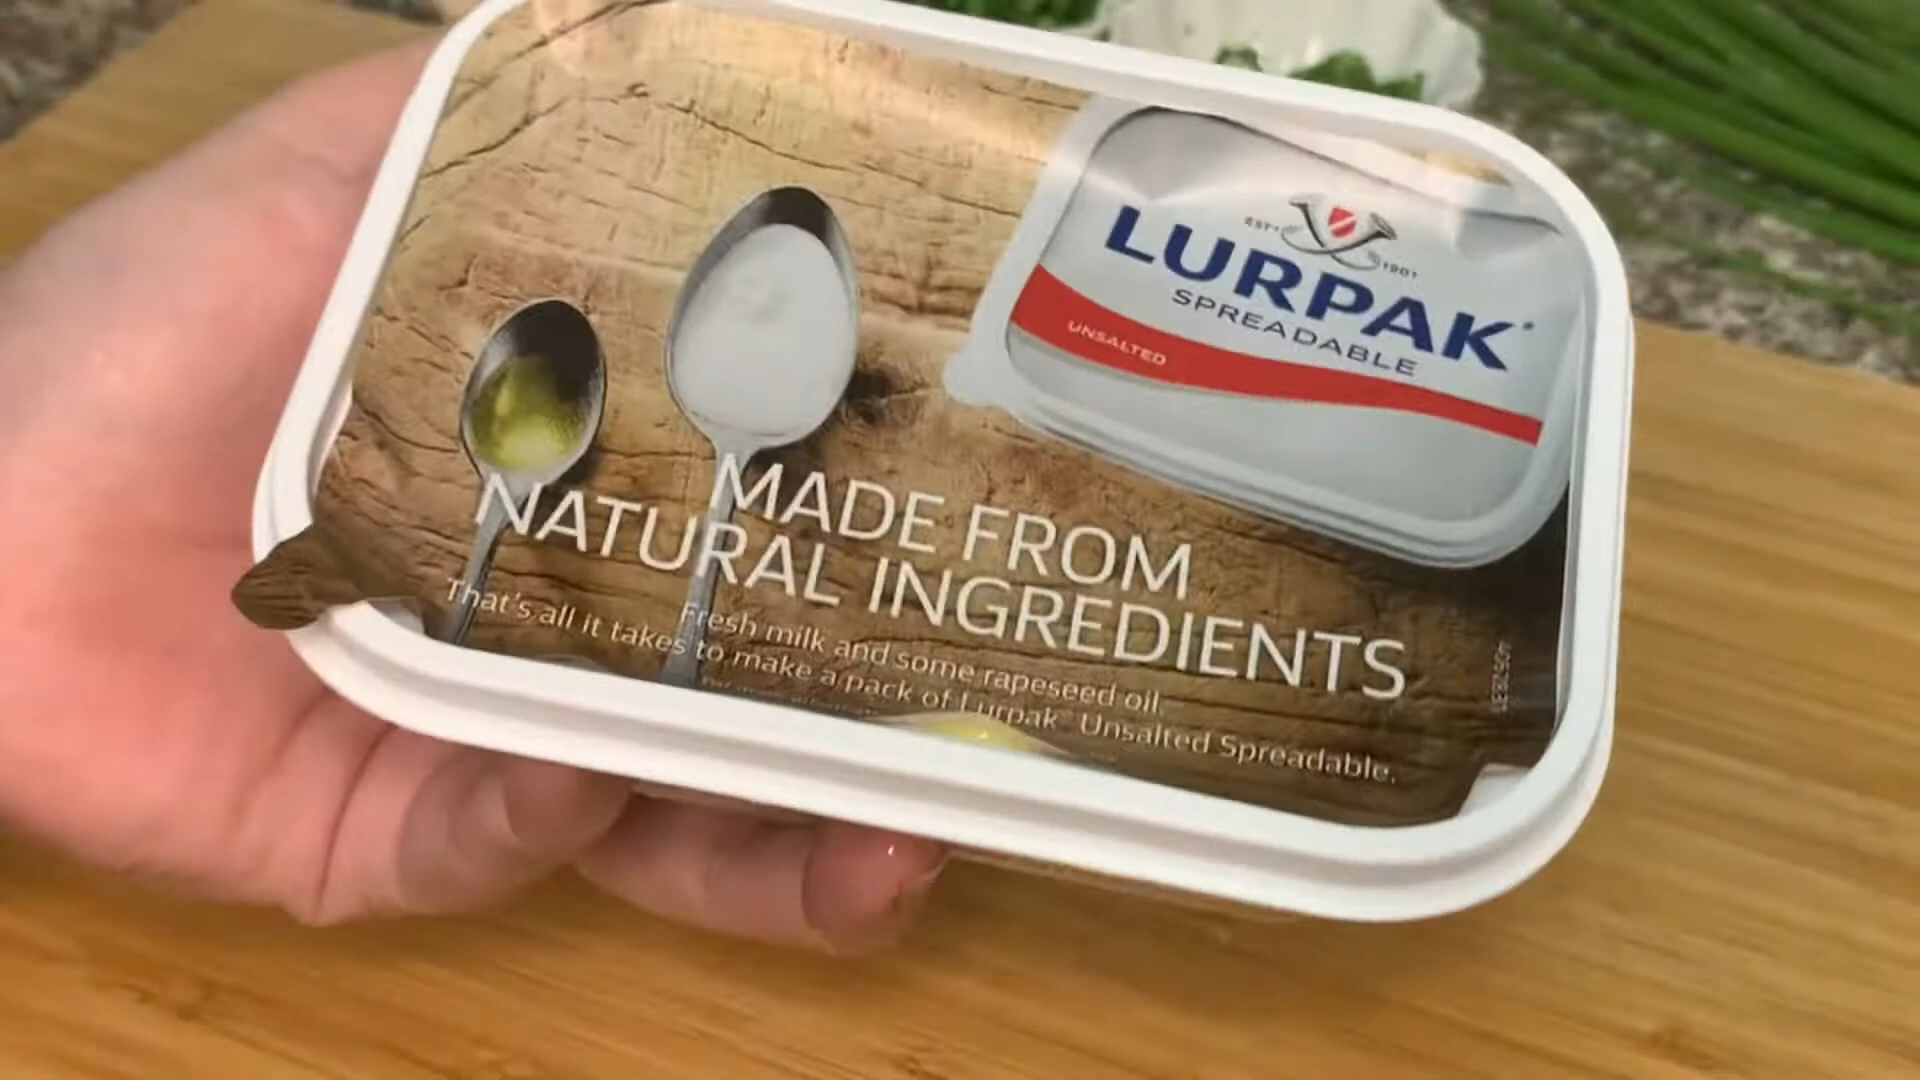 EST^D 1901
LURPAK®
SPREADABLE
UNSALTED
MADE FROM
NATURAL INGREDIENTS
Fresh milk and some rapeseed oil.
That's all it takes to make a pack of Lurpak® Unsalted Spreadable.